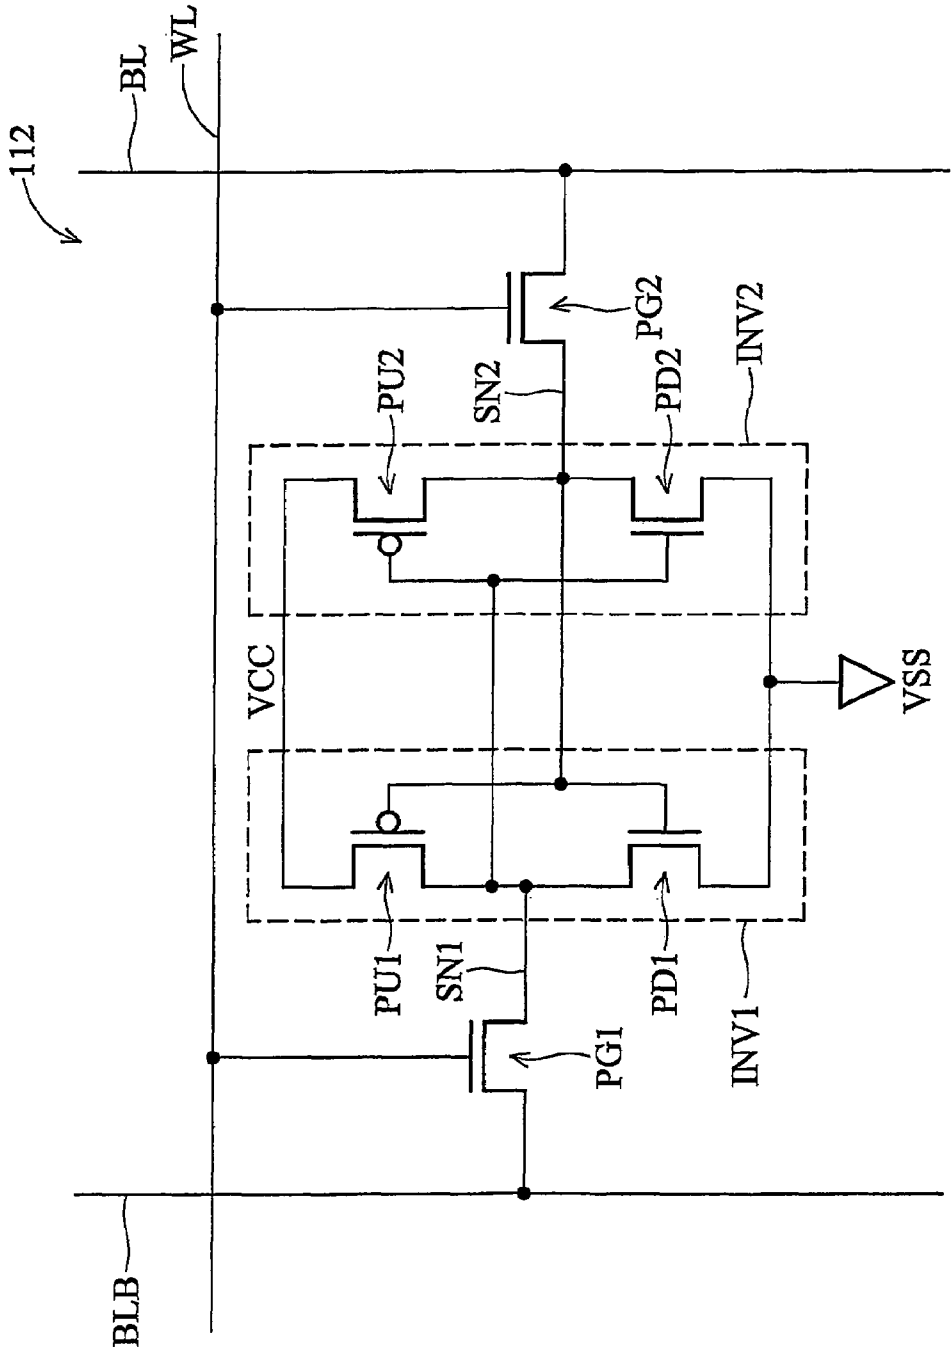 112
BL
WL
PG2
SN2
PU2
PD2
INV2
VCC
VSS
PU1
SN1
PD1
INV1
PG1
BLB